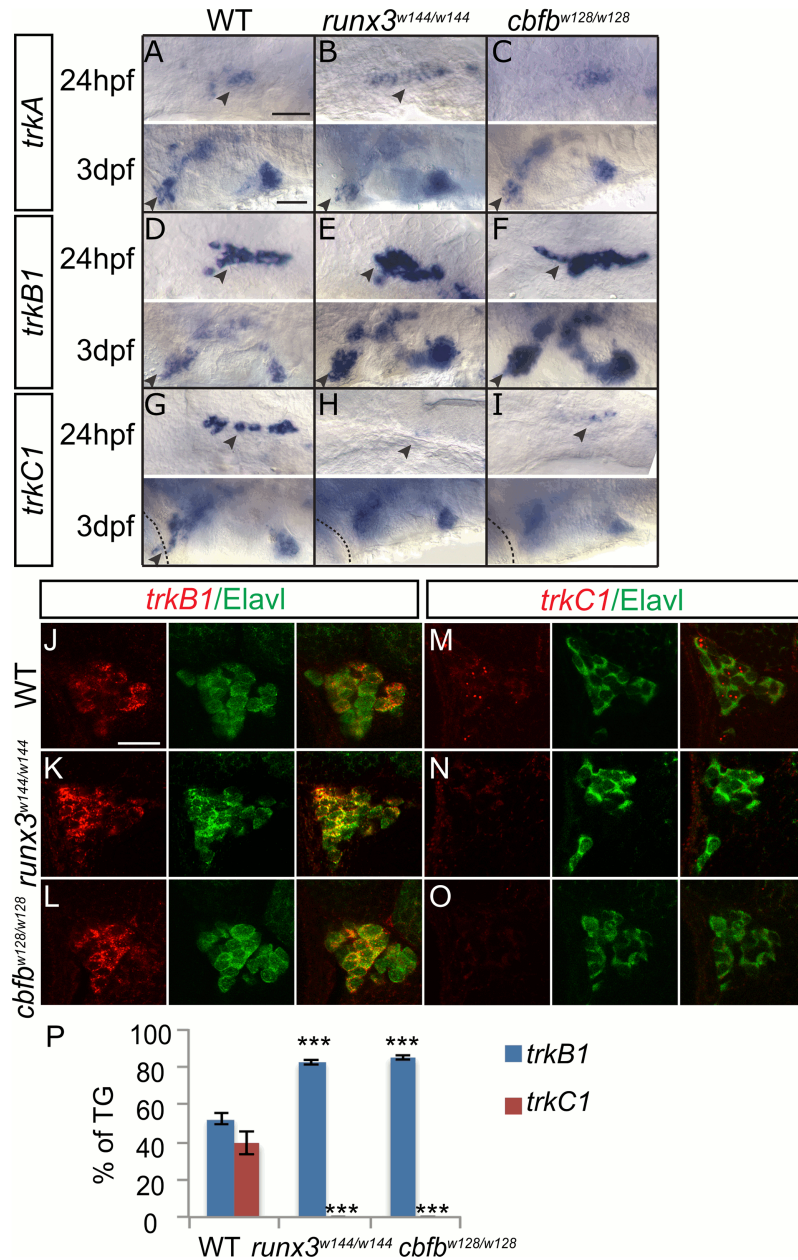 WT runx3w144/w144 cbfbw128/w128
trkA
24hpf A B C
3dpf
trkB1
24hpf D E F
3dpf
trkC1
24hpf G H I
3dpf
trkB1/Elavl trkC1/Elavl
WT J M
runx3w144/w144 K N
cbfbw128/w128 L O
P
100
80
60
40
20
0
% of TG
*** ***
*** ***
trkB1
trkC1
WT runx3w144/w144 cbfbw128/w128